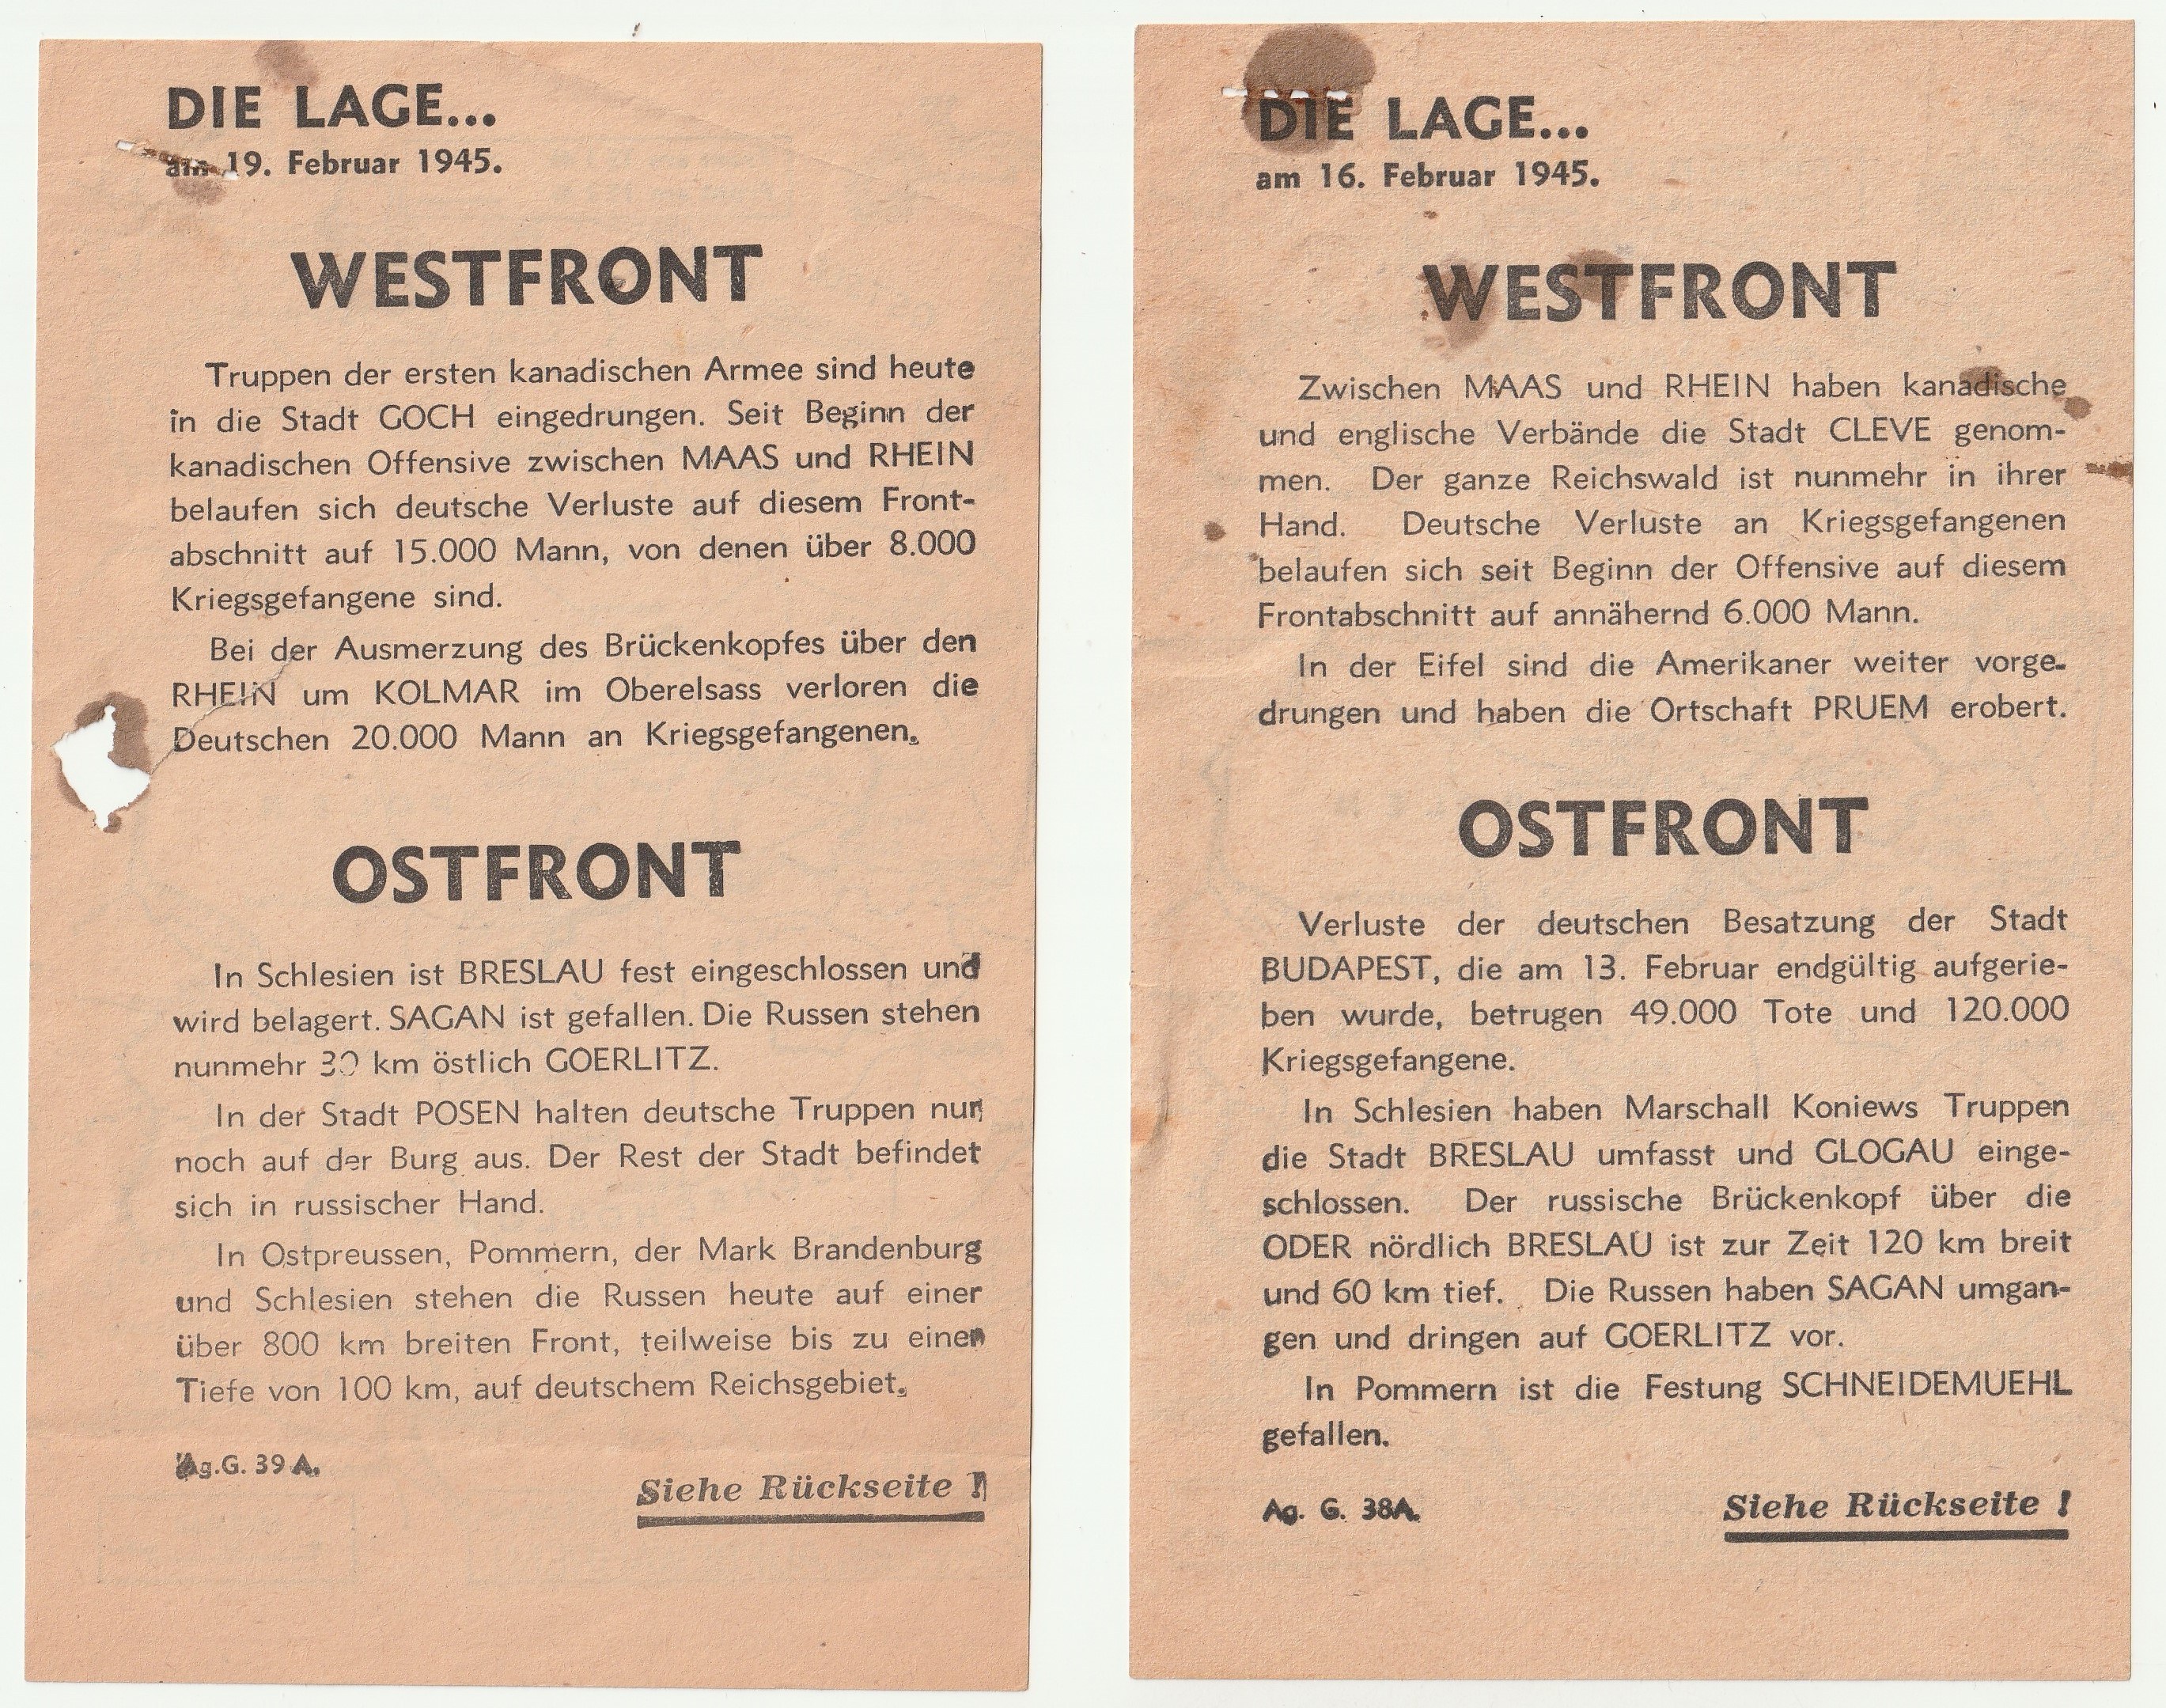 DIE LAGE...
am 19. Februar 1945.
WESTFRONT
Truppen der ersten kanadischen Armee sind heute
in die Stadt GOCH eingedrungen. Seit Beginn der
kanadischen Offensive zwischen MAAS und RHEIN
belaufen sich deutsche Verluste auf diesem Front-
abschnitt auf 15.000 Mann, von denen über 8.000
Kriegsgefangene sind.
Bei der Ausmerzung des Brückenkopfes über den
RHEIN um KOLMAR im Oberelsass verloren die
Deutschen 20.000 Mann an Kriegsgefangenen.
OSTFRONT
In Schlesien ist BRESLAU fest eingeschlossen und
wird belagert. SAGAN ist gefallen. Die Russen stehen
nunmehr 30 km östlich GOERLITZ.
In der Stadt POSEN halten deutsche Truppen nur
noch auf der Burg aus. Der Rest der Stadt befindet
sich in russischer Hand.
In Ostpreussen, Pommern, der Mark Brandenburg
und Schlesien stehen die Russen heute auf einer
über 800 km breiten Front, teilweise bis zu einer
Tiefe von 100 km, auf deutschem Reichsgebiet.
Ag.G. 39 A.
Siehe Rückseite !
DIE LAGE...
am 16. Februar 1945.
WESTFRONT
Zwischen MAAS und RHEIN haben kanadische
und englische Verbände die Stadt CLEVE genom-
men. Der ganze Reichswald ist nunmehr in ihrer
Hand. Deutsche Verluste an Kriegsgefangenen
belaufen sich seit Beginn der Offensive auf diesem
Frontabschnitt auf annähernd 6.000 Mann.
In der Eifel sind die Amerikaner weiter vorge-
drungen und haben die Ortschaft PRUEM erobert.
OSTFRONT
Verluste der deutschen Besatzung der Stadt
BUDAPEST, die am 13. Februar endgültig aufgerie-
ben wurde, betrugen 49.000 Tote und 120.000
Kriegsgefangene.
In Schlesien haben Marschall Koniews Truppen
die Stadt BRESLAU umfasst und GLOGAU einge-
schlossen. Der russische Brückenkopf über die
ODER nördlich BRESLAU ist zur Zeit 120 km breit
und 60 km tief. Die Russen haben SAGAN umgan-
gen und dringen auf GOERLITZ vor.
In Pommern ist die Festung SCHNEIDEMUEHL
gefallen.
Ag. G. 38A.
Siehe Rückseite !